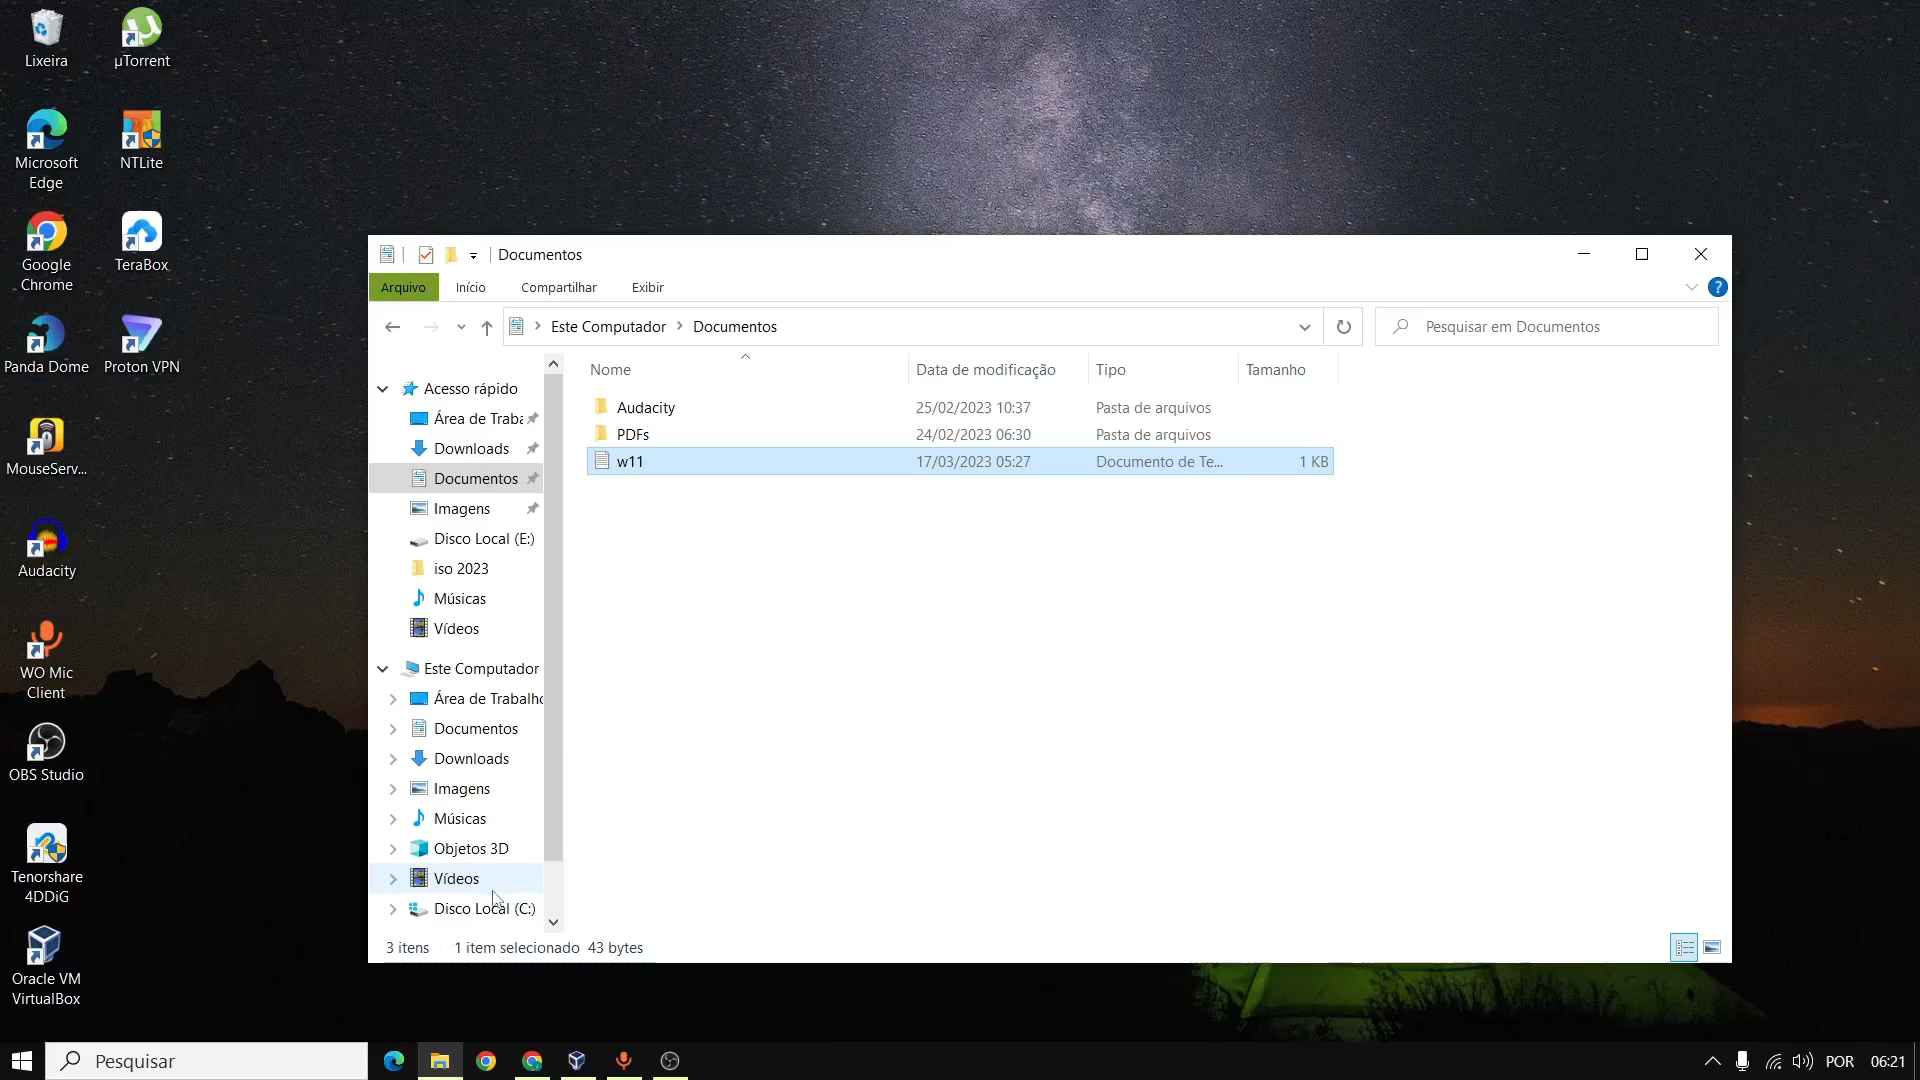 Lixeira
µTorrent
Microsoft
Edge
NTLite
Google
Chrome
TeraBox
Panda Dome
Proton VPN
MouseServ...
Audacity
WO Mic
Client
OBS Studio
Tenorshare
4DDiG
Oracle VM
VirtualBox
Documentos
Arquivo
Início
Compartilhar
Exibir
?
Este Computador
Documentos
Pesquisar em Documentos
Acesso rápido
Área de Traba
Downloads
Documentos
Imagens
Disco Local (E:)
iso 2023
Músicas
Vídeos
Este Computador
Área de Trabalho
Documentos
Downloads
Imagens
Músicas
Objetos 3D
Vídeos
Disco Local (C:)
Nome Data de modificação Tipo Tamanho
Audacity 25/02/2023 10:37 Pasta de arquivos
PDFs 24/02/2023 06:30 Pasta de arquivos
w11 17/03/2023 05:27 Documento de Te... 1 KB
3 itens 1 item selecionado 43 bytes
Pesquisar
POR 06:21